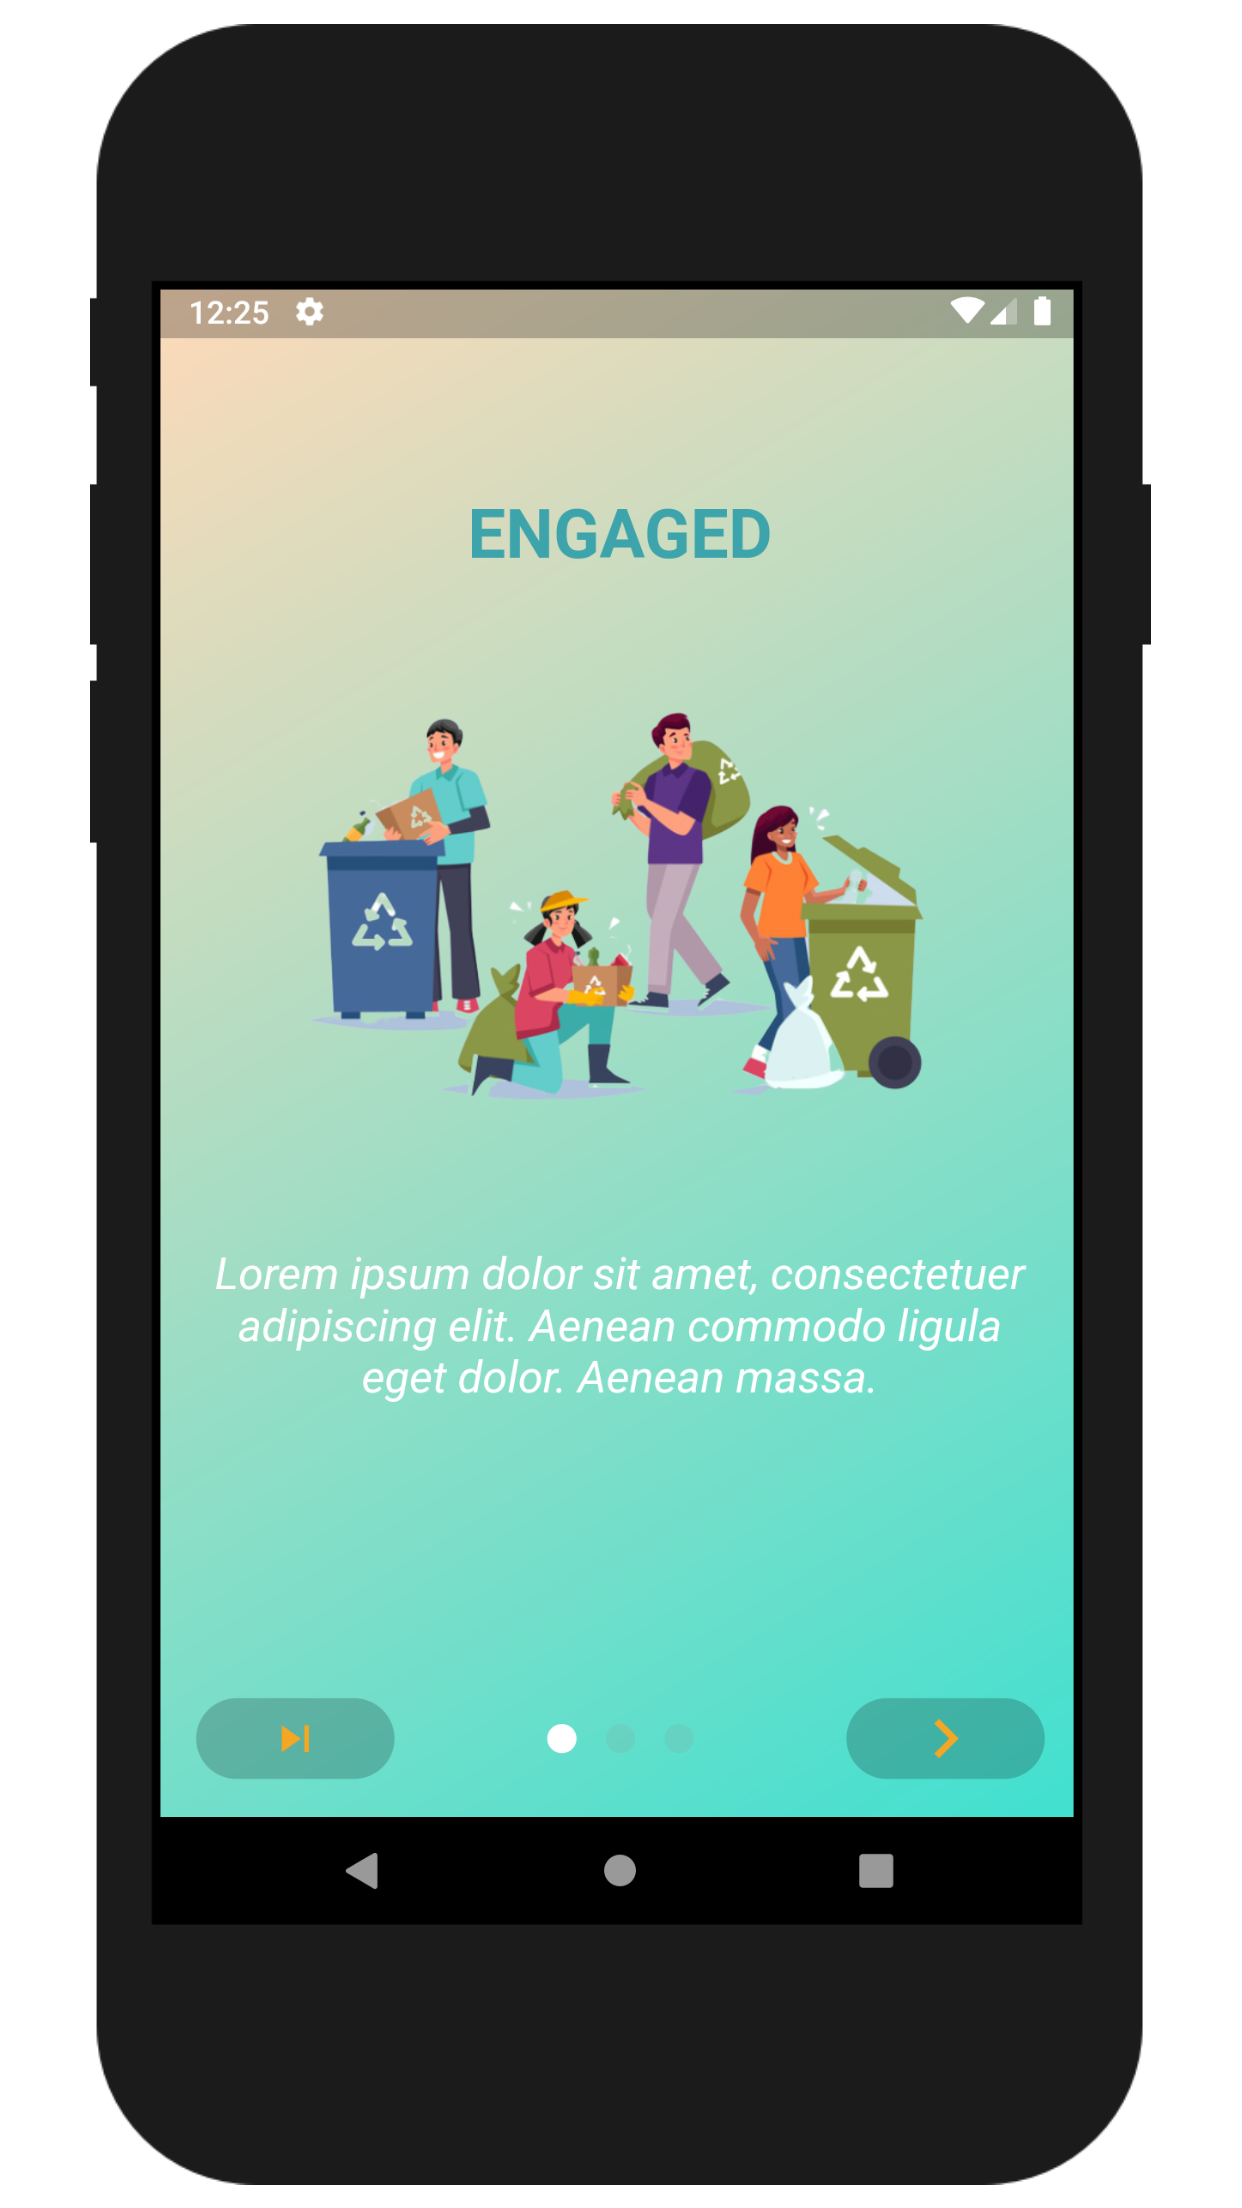 12:25
ENGAGED
Lorem ipsum dolor sit amet, consectetuer
adipiscing elit. Aenean commodo ligula
eget dolor. Aenean massa.